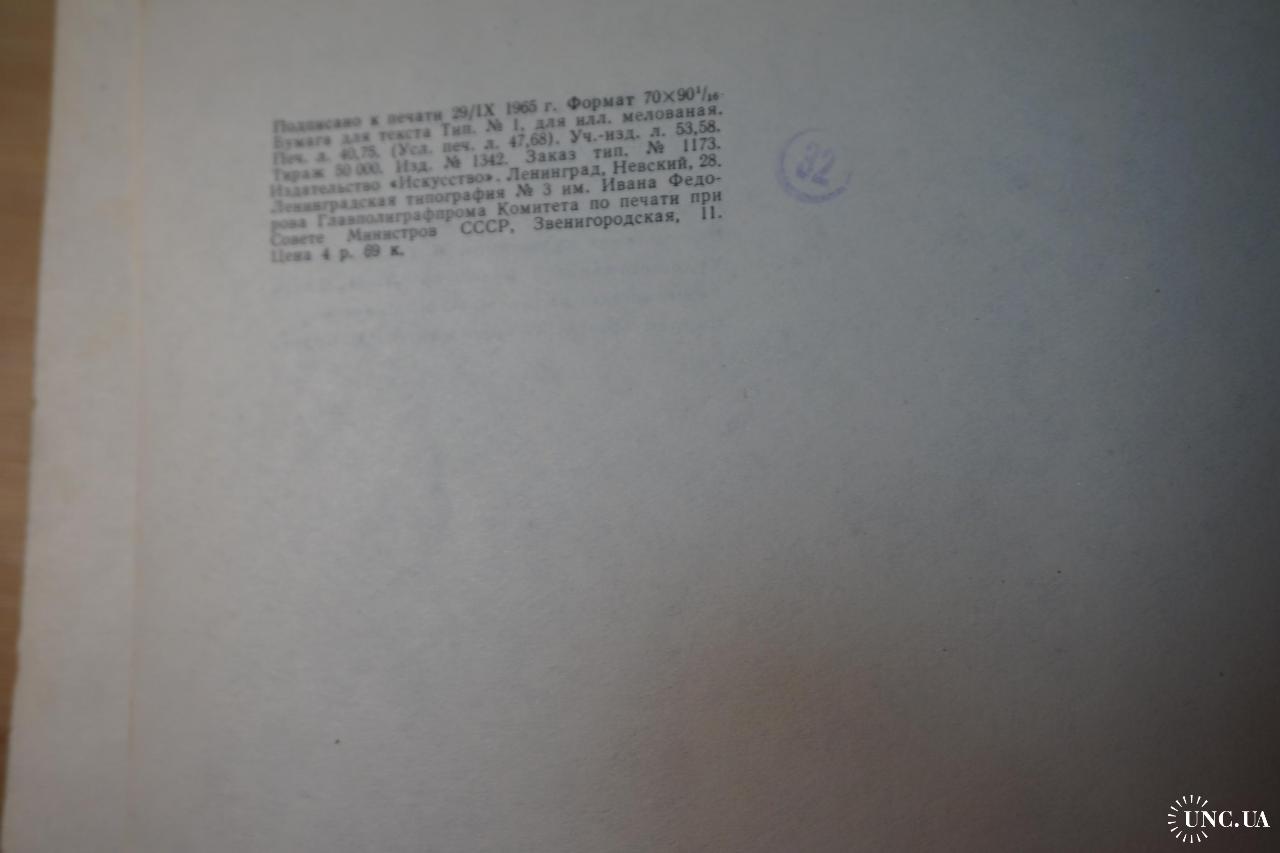 Подписано к печати 29/IX 1965 г. Формат 70×90¹/₁₆.
Бумага для текста Тип. № 1, для илл. мелованая.
Печ. л. 40,75. (Усл. печ. л. 47,68). Уч.-изд. л. 53,58.
Тираж 50 000. Изд. № 1342. Заказ тип. № 1173.
Издательство «Искусство». Ленинград, Невский, 28.
Ленинградская типография № 3 им. Ивана Федо-
рова Главполиграфпрома Комитета по печати при
Совете Министров СССР, Звенигородская, 11.
Цена 4 р. 69 к.
32
UNC.UA